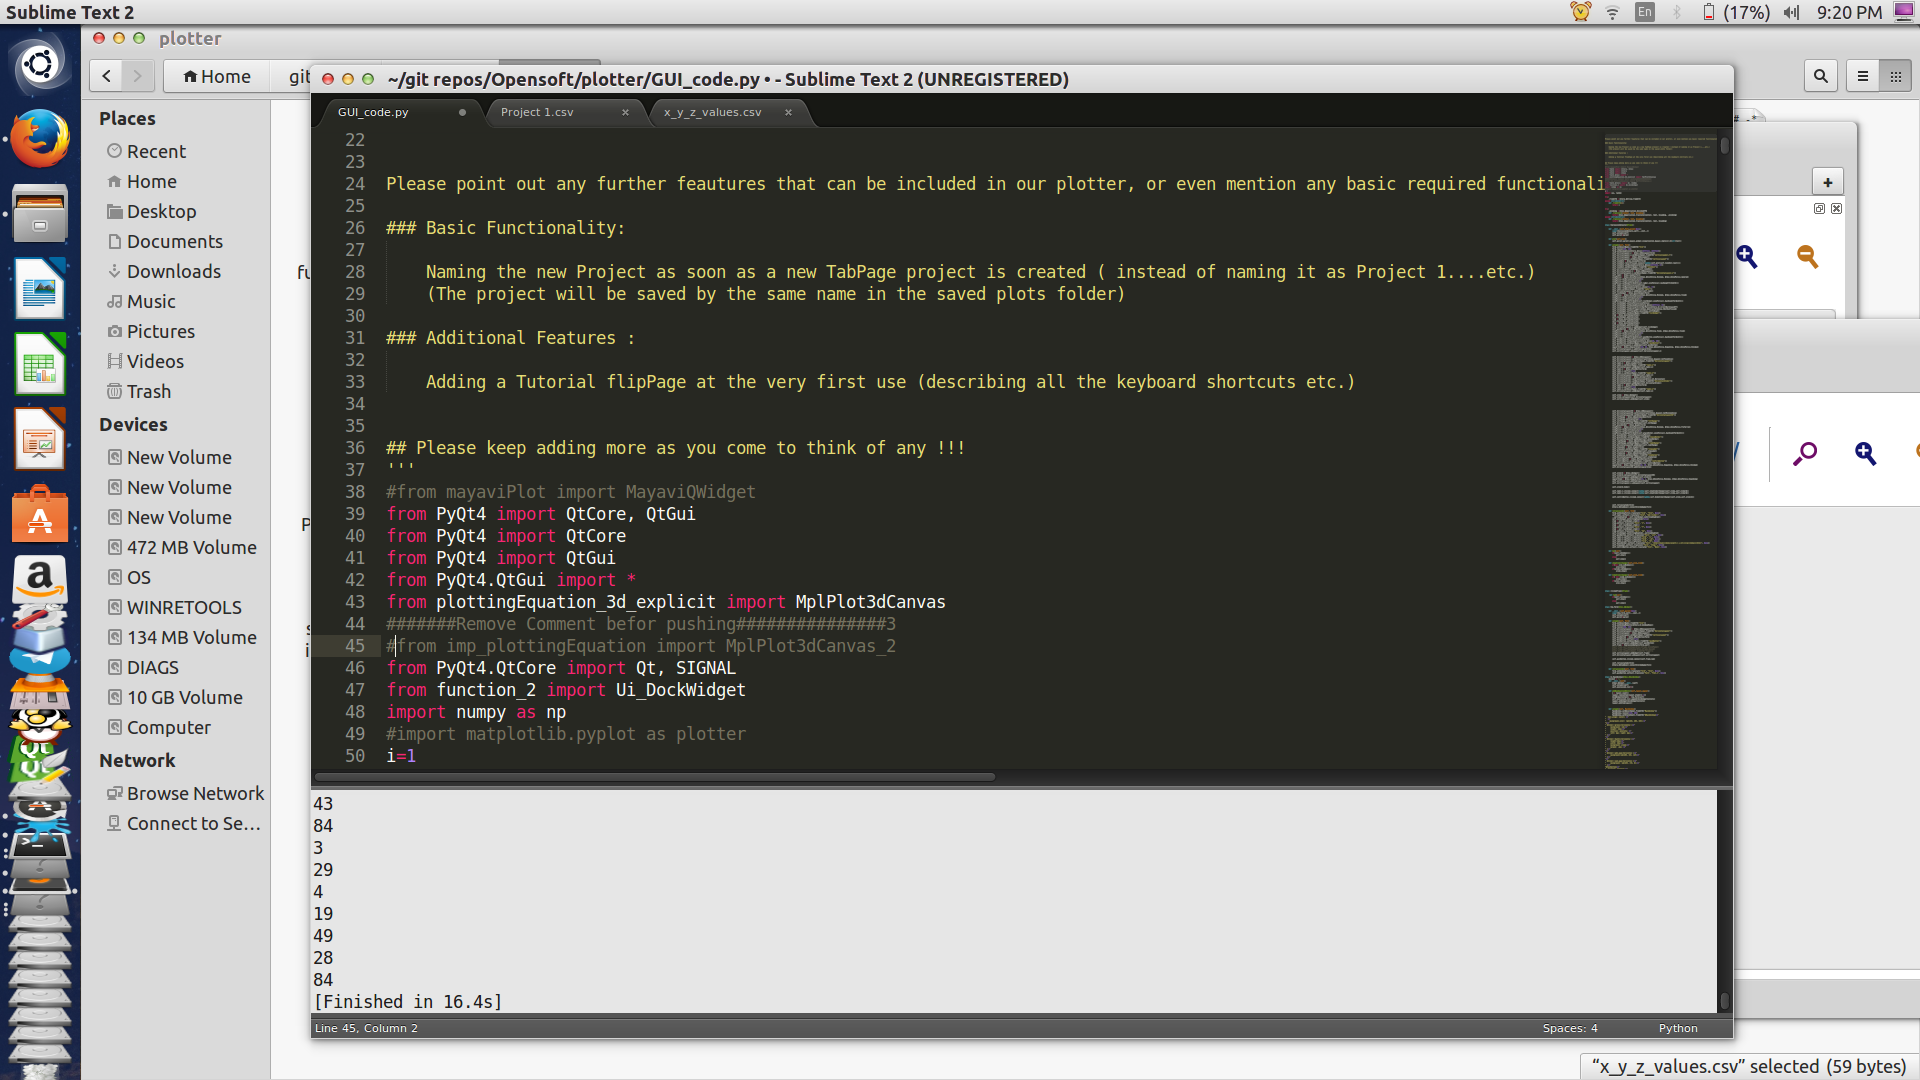 Sublime Text 2
En
(17%)
9:20 PM
plotter
Home
git
Places
Recent
Home
Desktop
Documents
Downloads
Music
Pictures
Videos
Trash
Devices
New Volume
New Volume
New Volume
472 MB Volume
OS
WINRETOOLS
134 MB Volume
DIAGS
10 GB Volume
Computer
Network
Browse Network
Connect to Se...
~/git repos/Opensoft/plotter/GUI_code.py • - Sublime Text 2 (UNREGISTERED)
GUI_code.py
Project 1.csv
x_y_z_values.csv
22
23
24 Please point out any further feautures that can be included in our plotter, or even mention any basic required functionali
25
26 ### Basic Functionality:
27
28 Naming the new Project as soon as a new TabPage project is created ( instead of naming it as Project 1....etc.)
29 (The project will be saved by the same name in the saved plots folder)
30
31 ### Additional Features :
32
33 Adding a Tutorial flipPage at the very first use (describing all the keyboard shortcuts etc.)
34
35
36 ## Please keep adding more as you come to think of any !!!
37 '''
38 #from mayaviPlot import MayaviQWidget
39 from PyQt4 import QtCore, QtGui
40 from PyQt4 import QtCore
41 from PyQt4 import QtGui
42 from PyQt4.QtGui import *
43 from plottingEquation_3d_explicit import MplPlot3dCanvas
44 #######Remove Comment befor pushing###############3
45 #from imp_plottingEquation import MplPlot3dCanvas_2
46 from PyQt4.QtCore import Qt, SIGNAL
47 from function_2 import Ui_DockWidget
48 import numpy as np
49 #import matplotlib.pyplot as plotter
50 i=1
43
84
3
29
4
19
49
28
84
[Finished in 16.4s]
Line 45, Column 2
Spaces: 4
Python
“x_y_z_values.csv” selected (59 bytes)